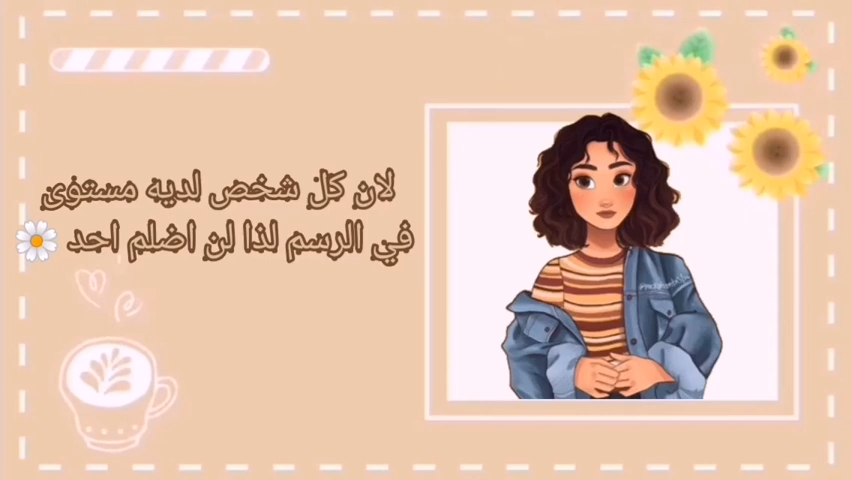 لان كل شخص لديه مستوى
في الرسم لذا لن اضلم احد